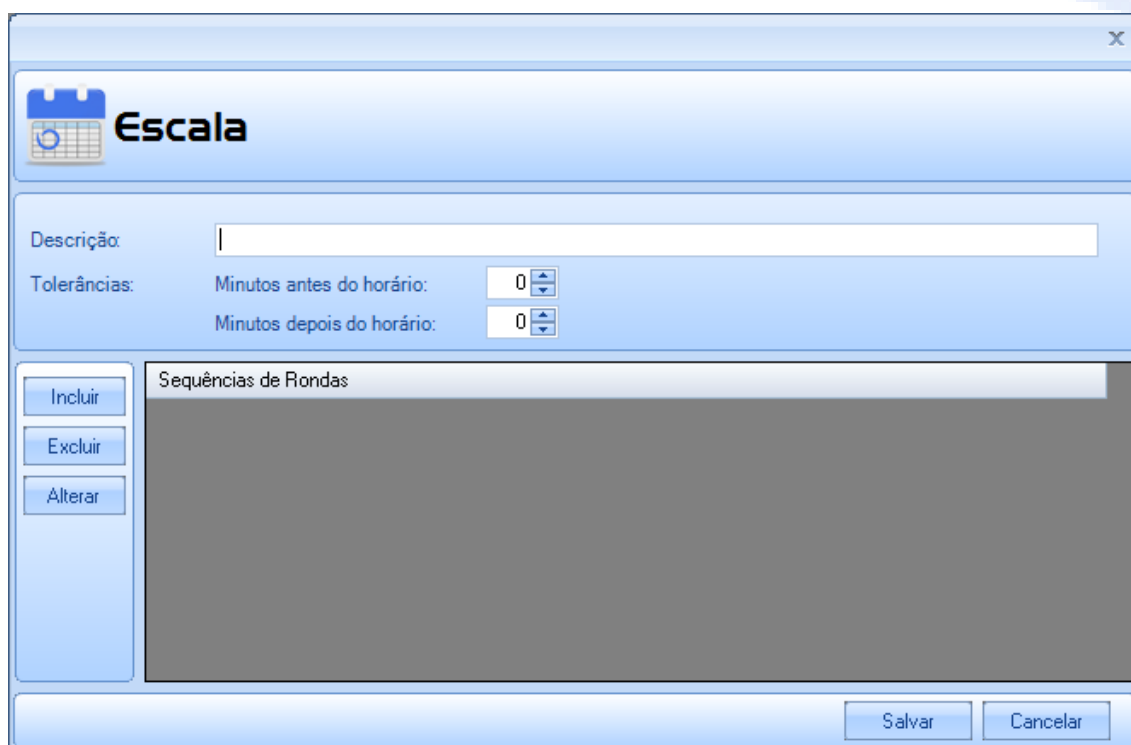 Escala
Descrição:
Tolerâncias: Minutos antes do horário: 0
Minutos depois do horário: 0
Sequências de Rondas
Incluir
Excluir
Alterar
Salvar Cancelar